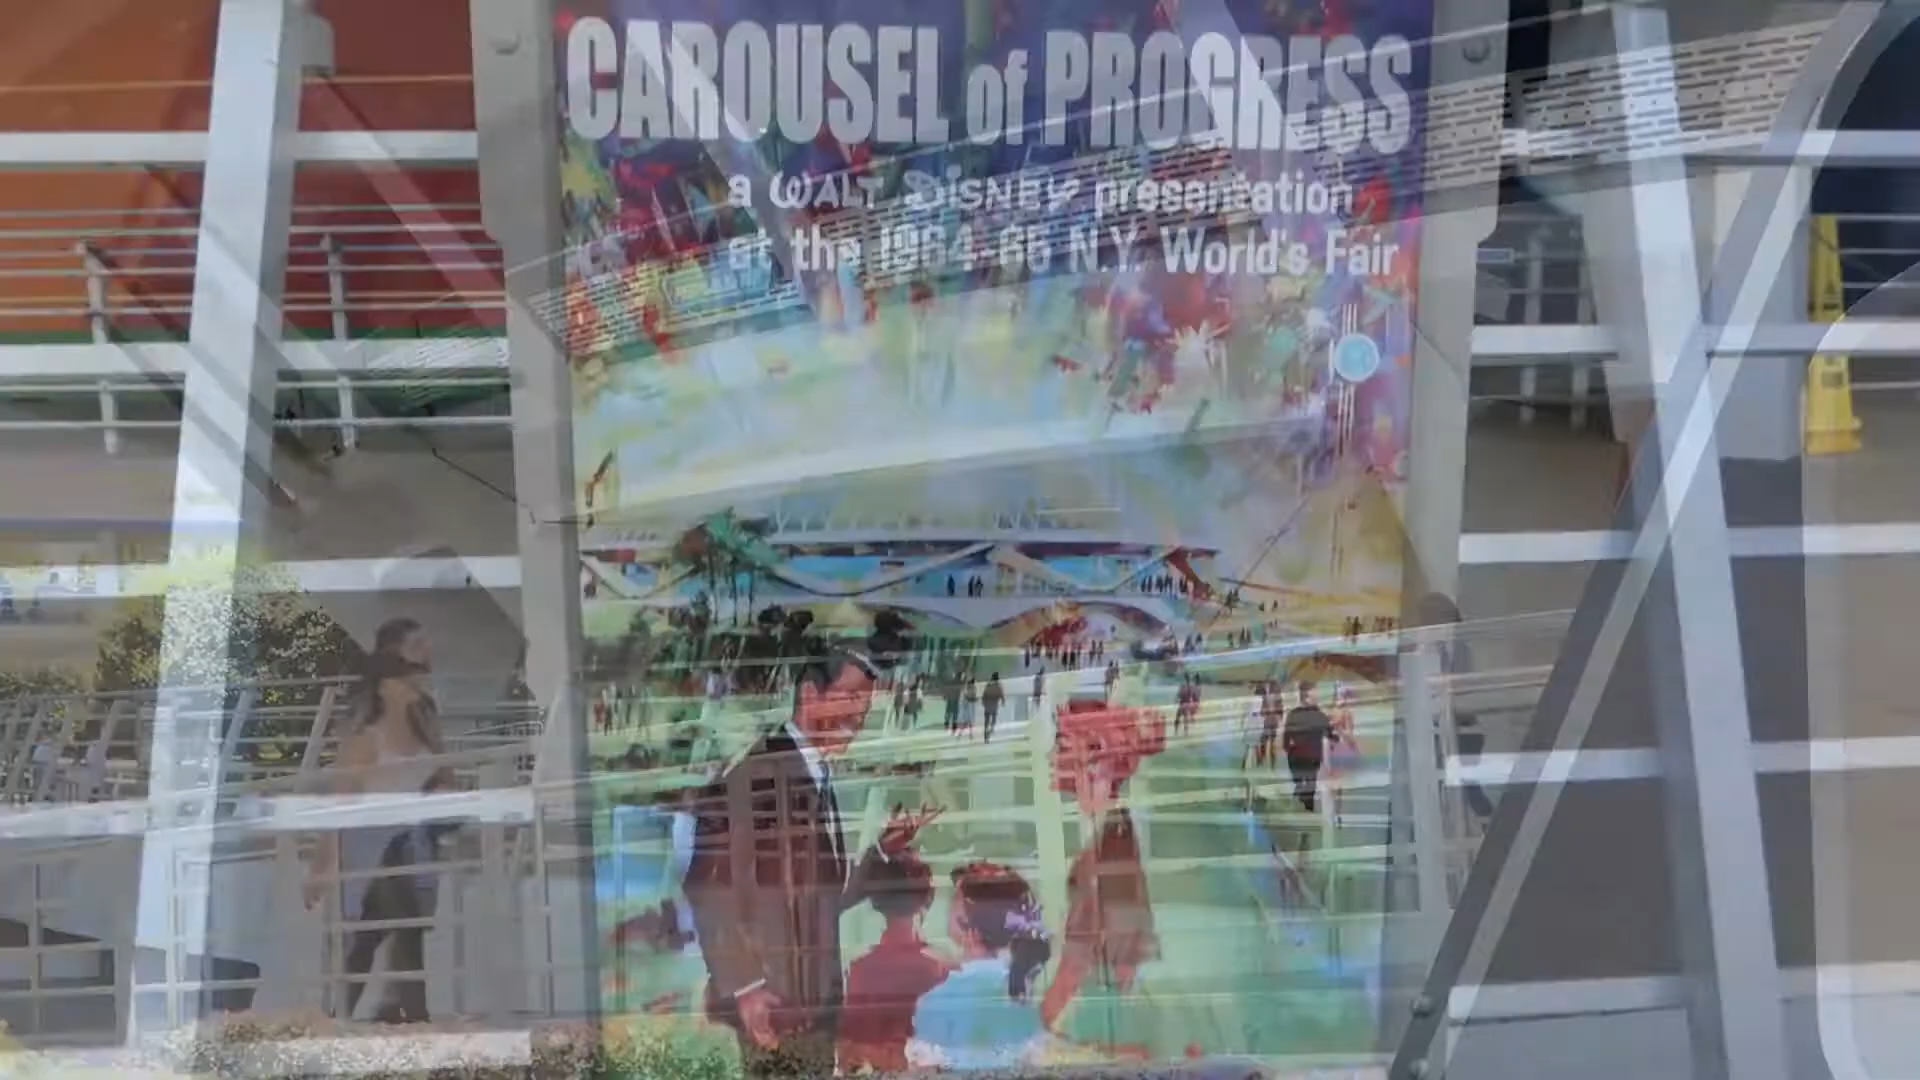 CAROUSEL of PROGRESS
a WALT DISNEY presentation
at the 1964-65 N.Y. World's Fair